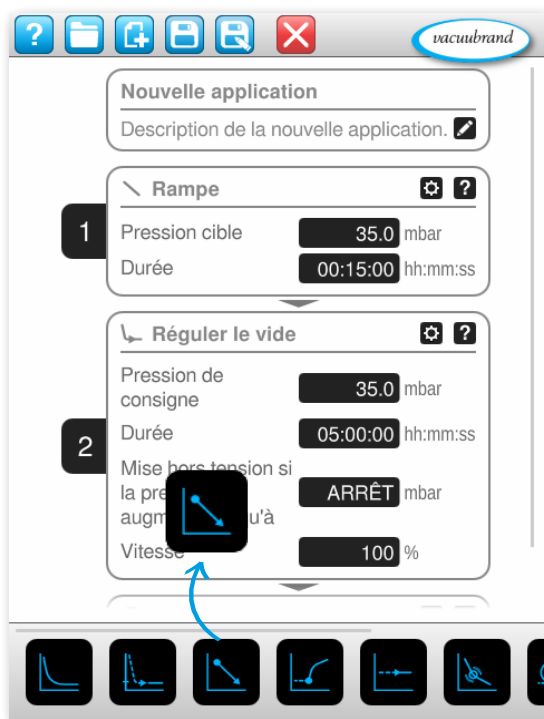 ?
vacuubrand
Nouvelle application
Description de la nouvelle application.
Rampe ?
1
Pression cible 35.0 mbar
Durée 00:15:00 hh:mm:ss
Réguler le vide ?
Pression de
consigne 35.0 mbar
2
Durée 05:00:00 hh:mm:ss
Mise hors tension si
la pre ARRÊT mbar
augm u'à
Vitesse 100 %